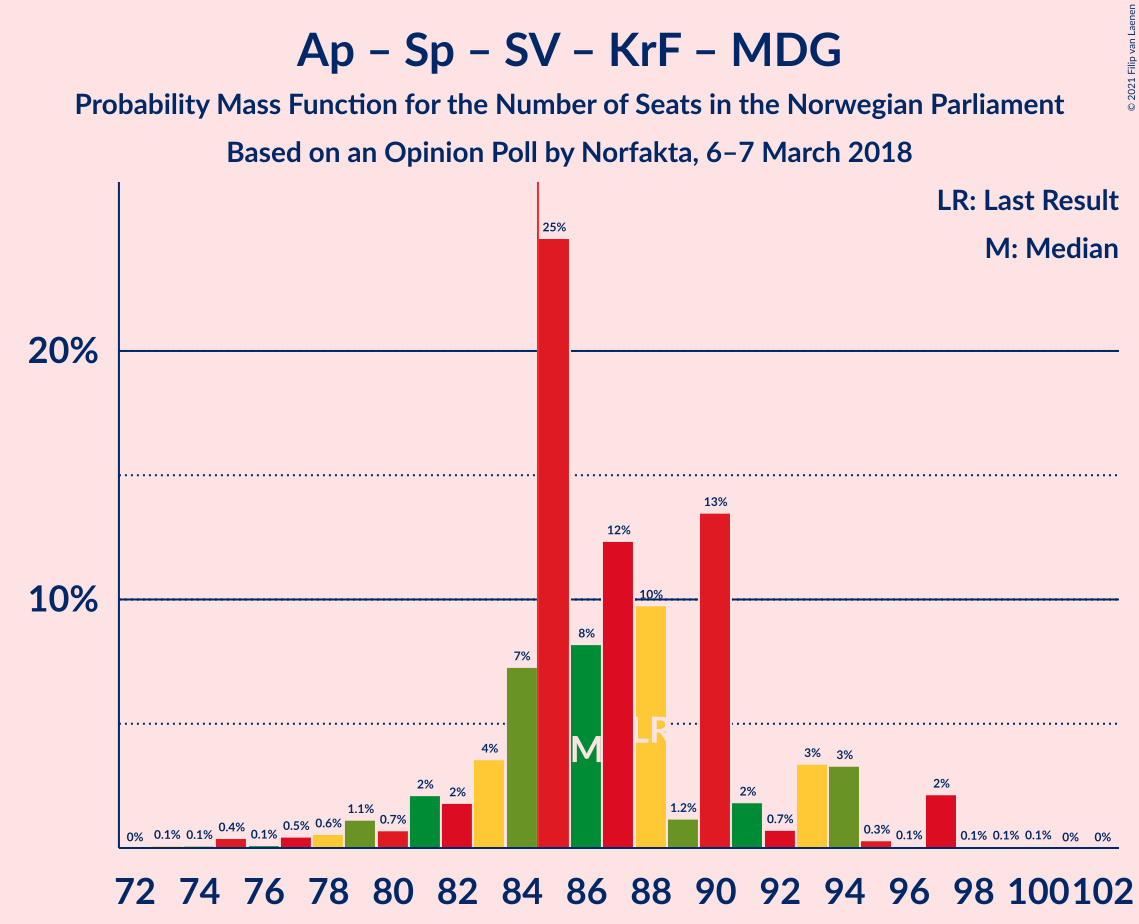 Ap – Sp – SV – KrF – MDG
Probability Mass Function for the Number of Seats in the Norwegian Parliament
Based on an Opinion Poll by Norfakta, 6–7 March 2018
© 2021 Filip van Laenen
LR: Last Result
M: Median
20%
10%
0% 0.1% 0.1% 0.4% 0.1% 0.5% 0.6% 1.1% 0.7% 2% 2% 4% 7% 25% 8% 12% 10% 1.2% 13% 2% 0.7% 3% 3% 0.3% 0.1% 2% 0.1% 0.1% 0.1% 0% 0%
M LR
72 74 76 78 80 82 84 86 88 90 92 94 96 98 100 102